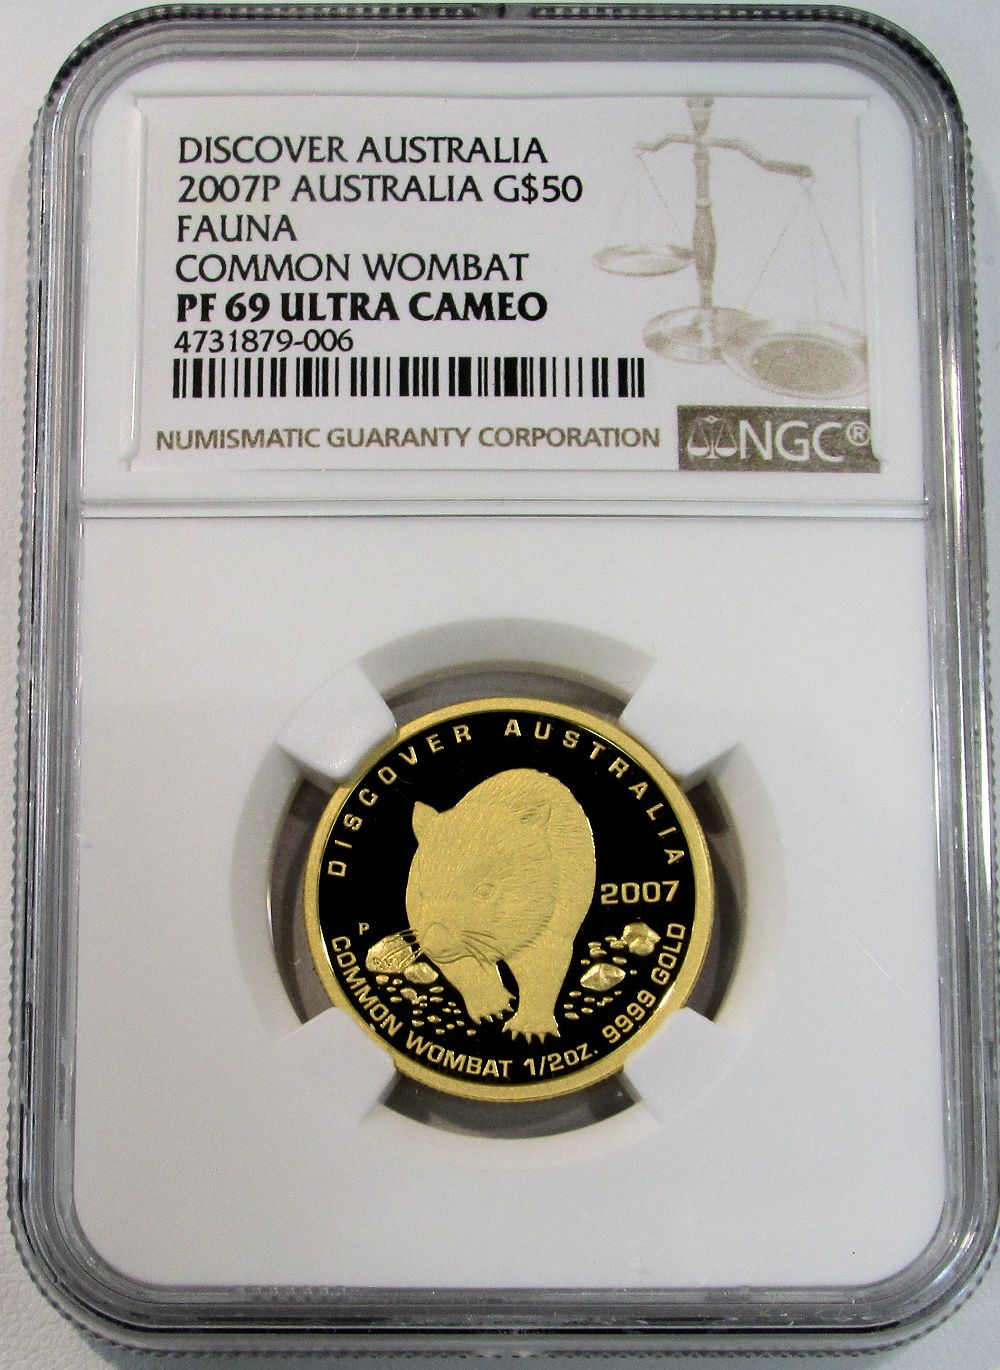 DISCOVER AUSTRALIA
2007P AUSTRALIA G$50
FAUNA
COMMON WOMBAT
PF 69 ULTRA CAMEO
4731879-006
NUMISMATIC GUARANTY CORPORATION
NGC®
DISCOVER AUSTRALIA
2007
P
COMMON WOMBAT 1/2OZ. 9999 GOLD